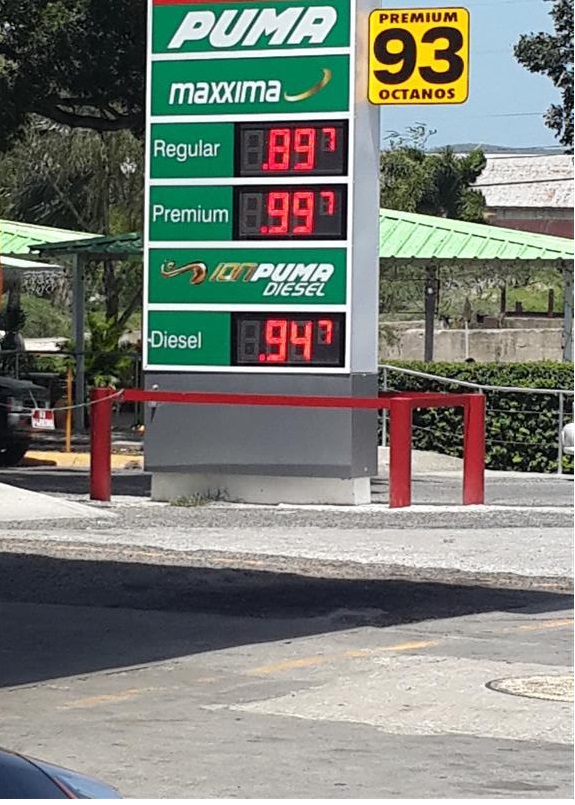 PUMA
PREMIUM
93
OCTANOS
maxxima
Regular .897
Premium .997
ION PUMA
DIESEL
Diesel .947